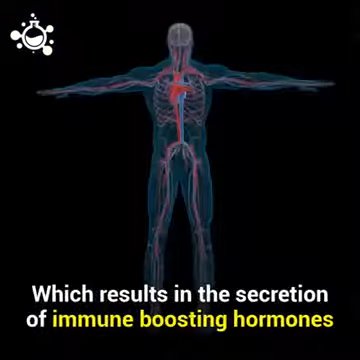 Which results in the secretion
of immune boosting hormones